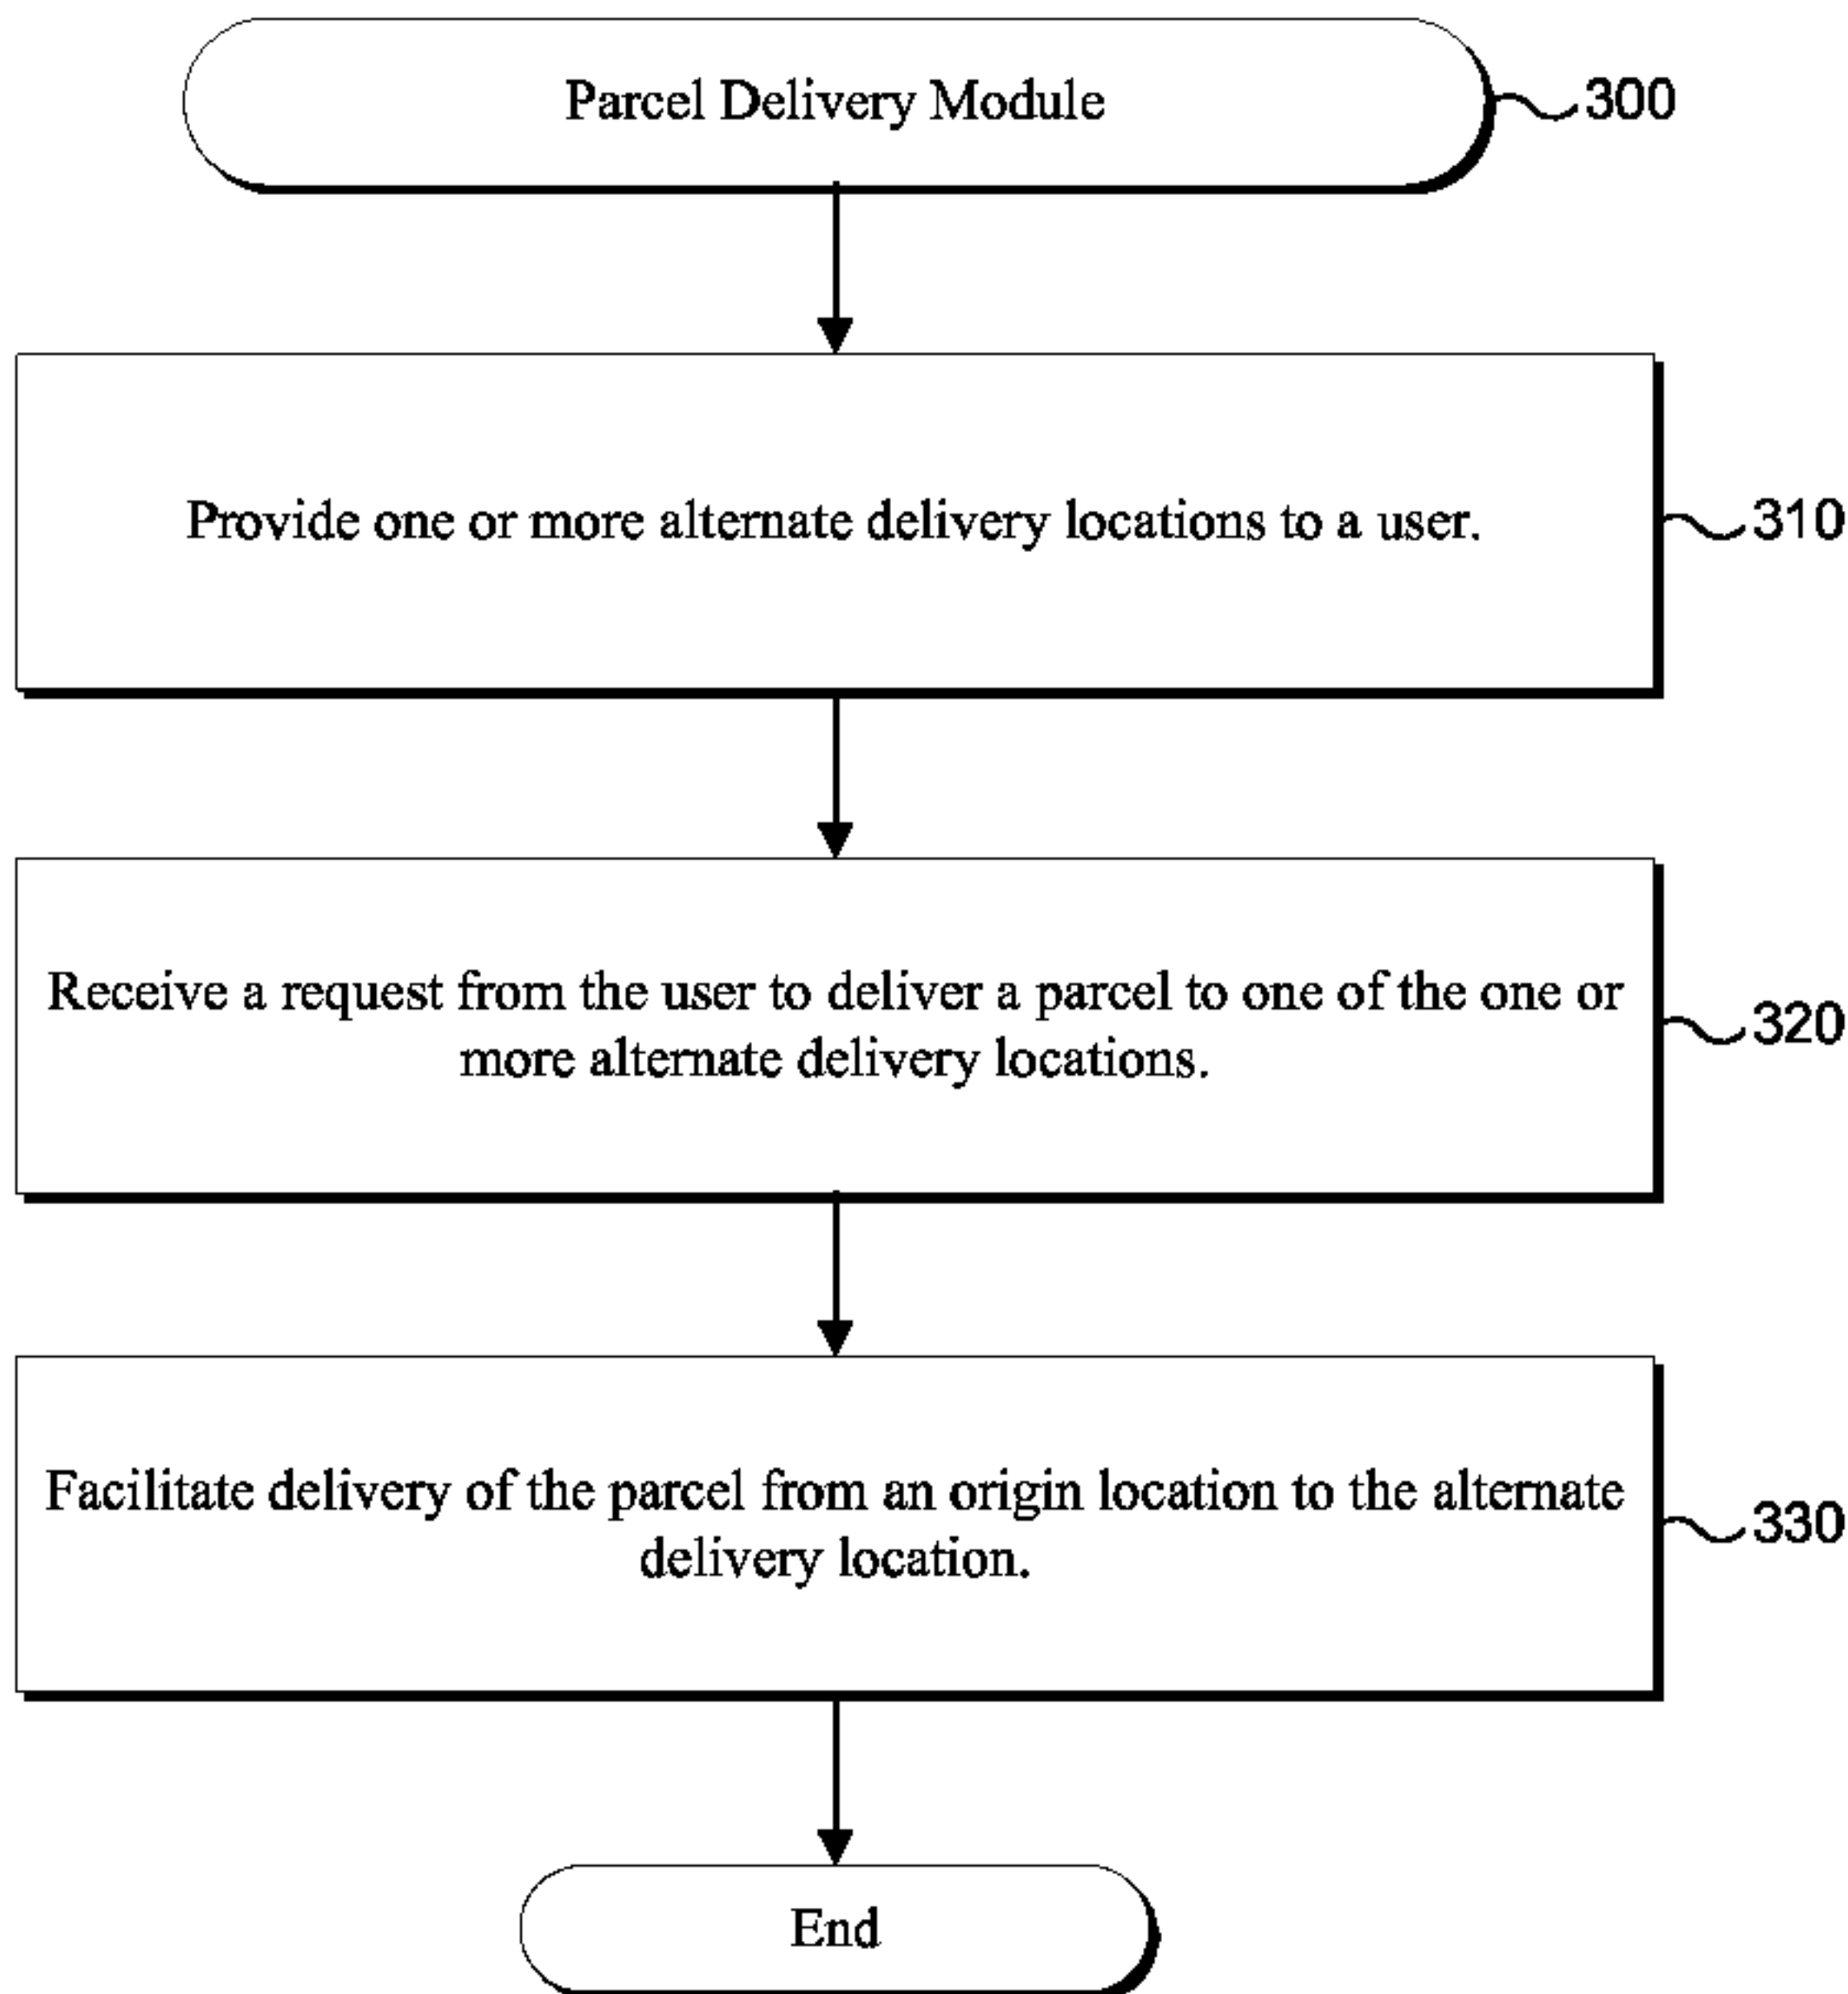 Parcel Delivery Module
300
Provide one or more alternate delivery locations to a user.
310
Receive a request from the user to deliver a parcel to one of the one or
more alternate delivery locations.
320
Facilitate delivery of the parcel from an origin location to the alternate
delivery location.
330
End